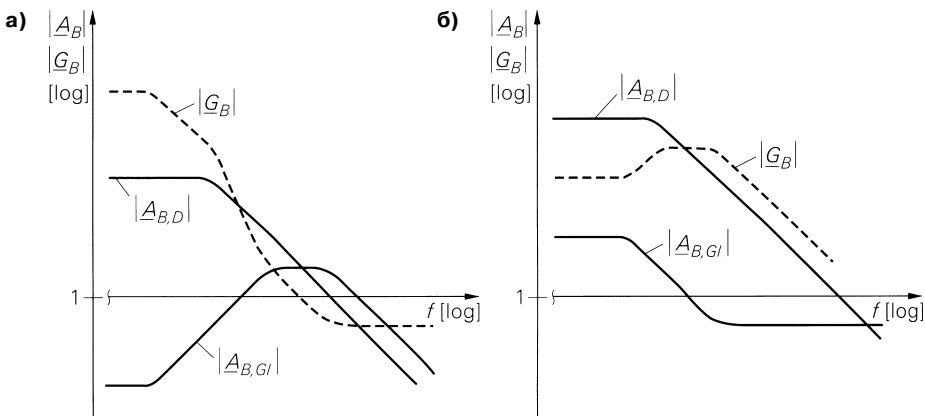 а)
|A_B|
|G_B|
[log]
|G_B|
|A_B,D|
1
f [log]
|A_B,Gl|
б)
|A_B|
|G_B|
[log]
|A_B,D|
|G_B|
|A_B,Gl|
1
f [log]